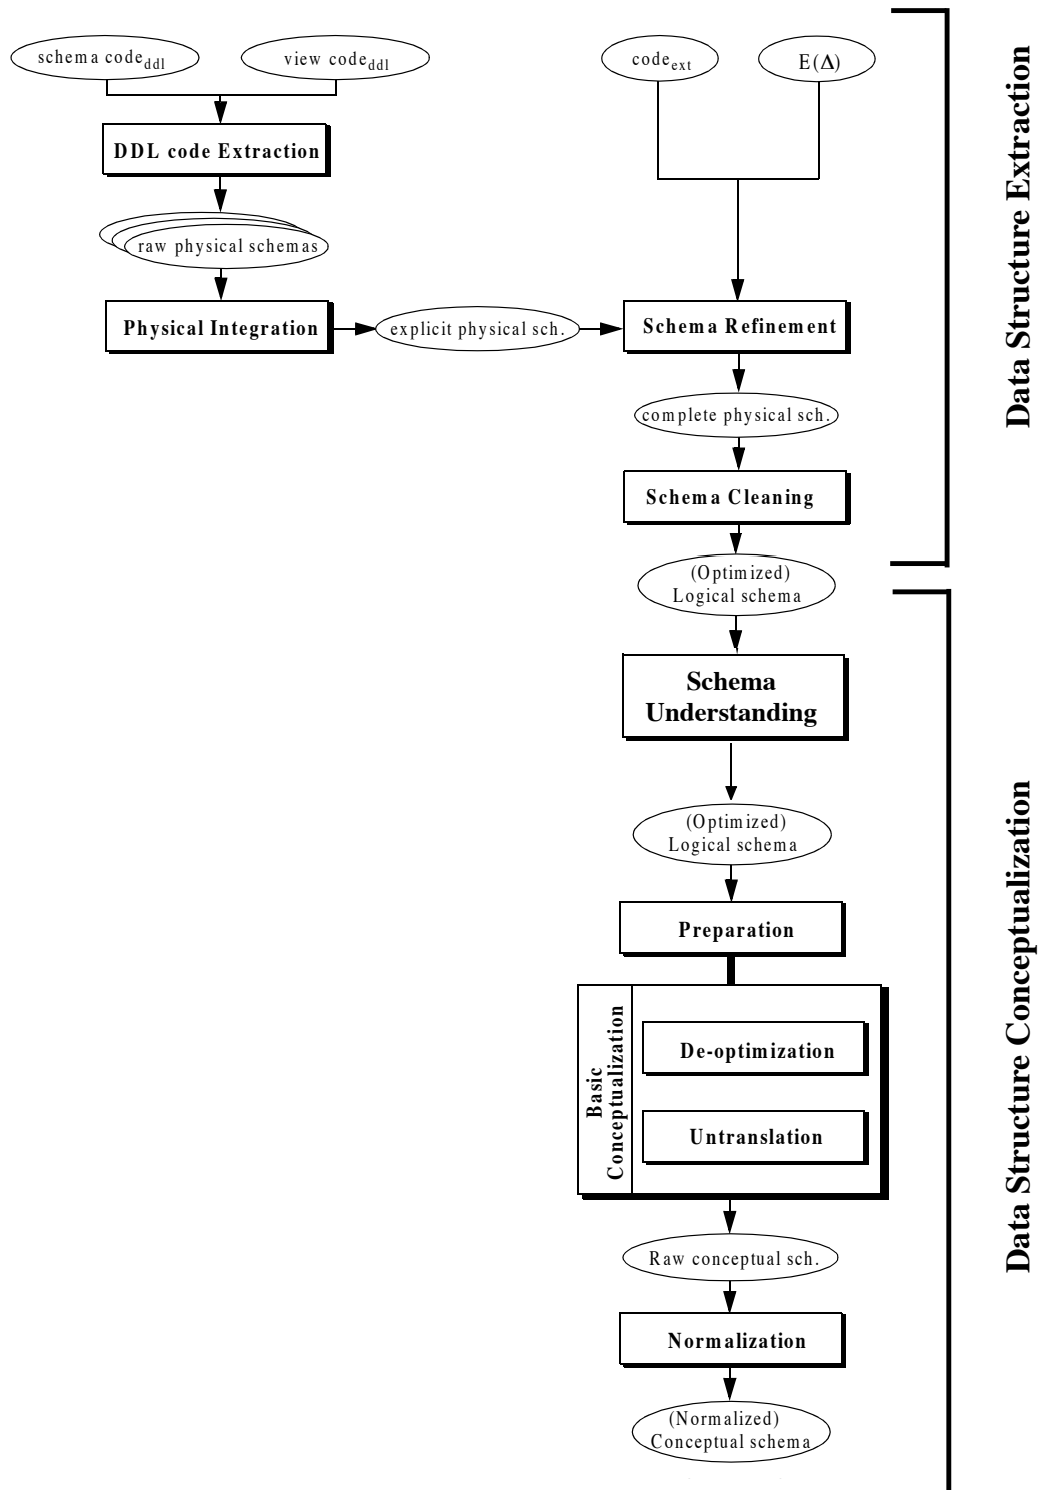 schema code_ddl
view code_ddl
code_ext
E(Δ)
DDL code Extraction
raw physical schemas
Physical Integration
explicit physical sch.
Schema Refinement
complete physical sch.
Schema Cleaning
(Optimized)
Logical schema
Data Structure Extraction
Schema
Understanding
(Optimized)
Logical schema
Preparation
Basic
Conceptualization
De-optimization
Untranslation
Raw conceptual sch.
Normalization
(Normalized)
Conceptual schema
Data Structure Conceptualization